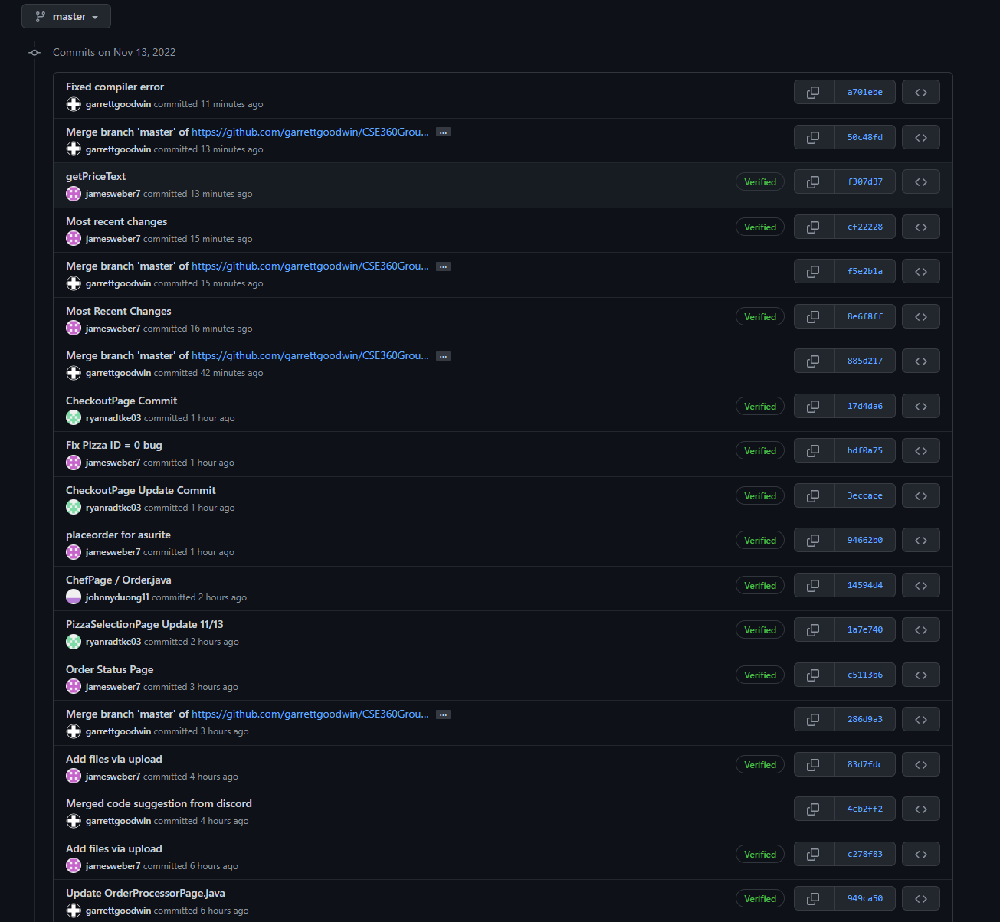 master
Commits on Nov 13, 2022
Fixed compiler error
garrettgoodwin committed 11 minutes ago
a701ebe
Merge branch 'master' of https://github.com/garrettgoodwin/CSE360Grou... ...
garrettgoodwin committed 13 minutes ago
50c48fd
getPriceText
jamesweber7 committed 13 minutes ago
Verified
f307d37
Most recent changes
jamesweber7 committed 15 minutes ago
Verified
cf22228
Merge branch 'master' of https://github.com/garrettgoodwin/CSE360Grou... ...
garrettgoodwin committed 15 minutes ago
f5e2b1a
Most Recent Changes
jamesweber7 committed 16 minutes ago
Verified
8e6f8ff
Merge branch 'master' of https://github.com/garrettgoodwin/CSE360Grou... ...
garrettgoodwin committed 42 minutes ago
885d217
CheckoutPage Commit
ryanradtke03 committed 1 hour ago
Verified
17d4da6
Fix Pizza ID = 0 bug
jamesweber7 committed 1 hour ago
Verified
bdf0a75
CheckoutPage Update Commit
ryanradtke03 committed 1 hour ago
Verified
3eccace
placeorder for asurite
jamesweber7 committed 1 hour ago
Verified
94662b0
ChefPage / Order.java
johnnyduong11 committed 2 hours ago
Verified
14594d4
PizzaSelectionPage Update 11/13
ryanradtke03 committed 2 hours ago
Verified
1a7e740
Order Status Page
jamesweber7 committed 3 hours ago
Verified
c5113b6
Merge branch 'master' of https://github.com/garrettgoodwin/CSE360Grou... ...
garrettgoodwin committed 3 hours ago
286d9a3
Add files via upload
jamesweber7 committed 4 hours ago
Verified
83d7fdc
Merged code suggestion from discord
garrettgoodwin committed 4 hours ago
4cb2ff2
Add files via upload
jamesweber7 committed 6 hours ago
Verified
c278f83
Update OrderProcessorPage.java
garrettgoodwin committed 6 hours ago
Verified
949ca50